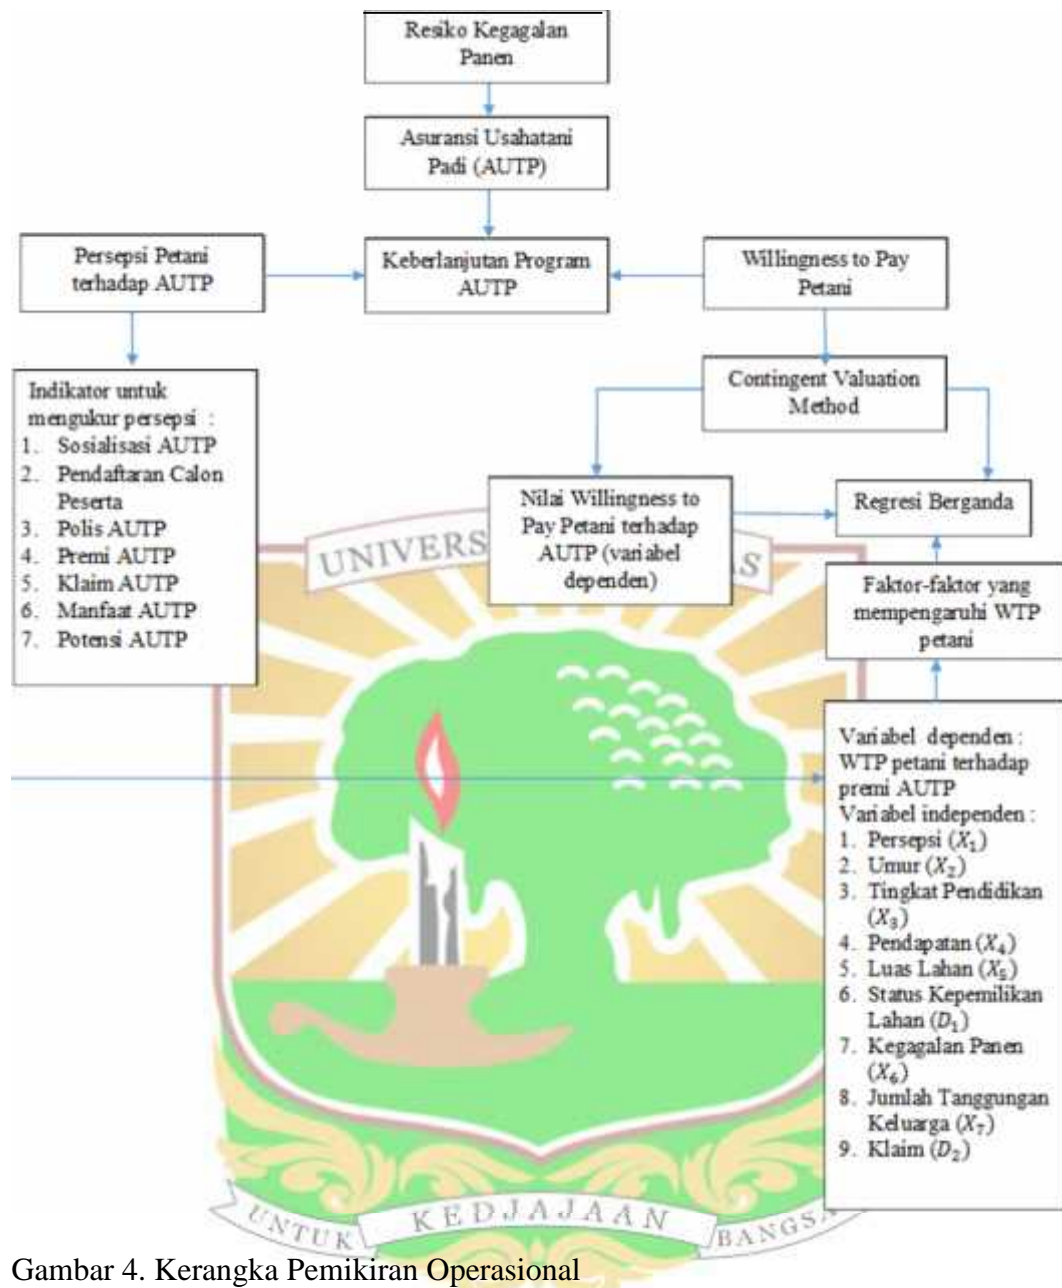 Resiko Kegagalan
Panen
Asuransi Usahatani
Padi (AUTP)
Persepsi Petani
terhadap AUTP
Keberlanjutan Program
AUTP
Willingness to Pay
Petani
Indikator untuk
mengukur persepsi :
1. Sosialisasi AUTP
2. Pendaftaran Calon
Peserta
3. Polis AUTP
4. Premi AUTP
5. Klaim AUTP
6. Manfaat AUTP
7. Potensi AUTP
Contingent Valuation
Method
Nilai Willingness to
Pay Petani terhadap
AUTP (variabel
dependen)
Regresi Berganda
Faktor-faktor yang
mempengaruhi WTP
petani
Variabel dependen :
WTP petani terhadap
premi AUTP
Variabel independen :
1. Persepsi (X₁)
2. Umur (X₂)
3. Tingkat Pendidikan
(X₃)
4. Pendapatan (X₄)
5. Luas Lahan (X₅)
6. Status Kepemilikan
Lahan (D₁)
7. Kegagalan Panen
(X₆)
8. Jumlah Tanggungan
Keluarga (X₇)
9. Klaim (D₂)
UNTUK KEDJAJAAN BANGSA
Gambar 4. Kerangka Pemikiran Operasional